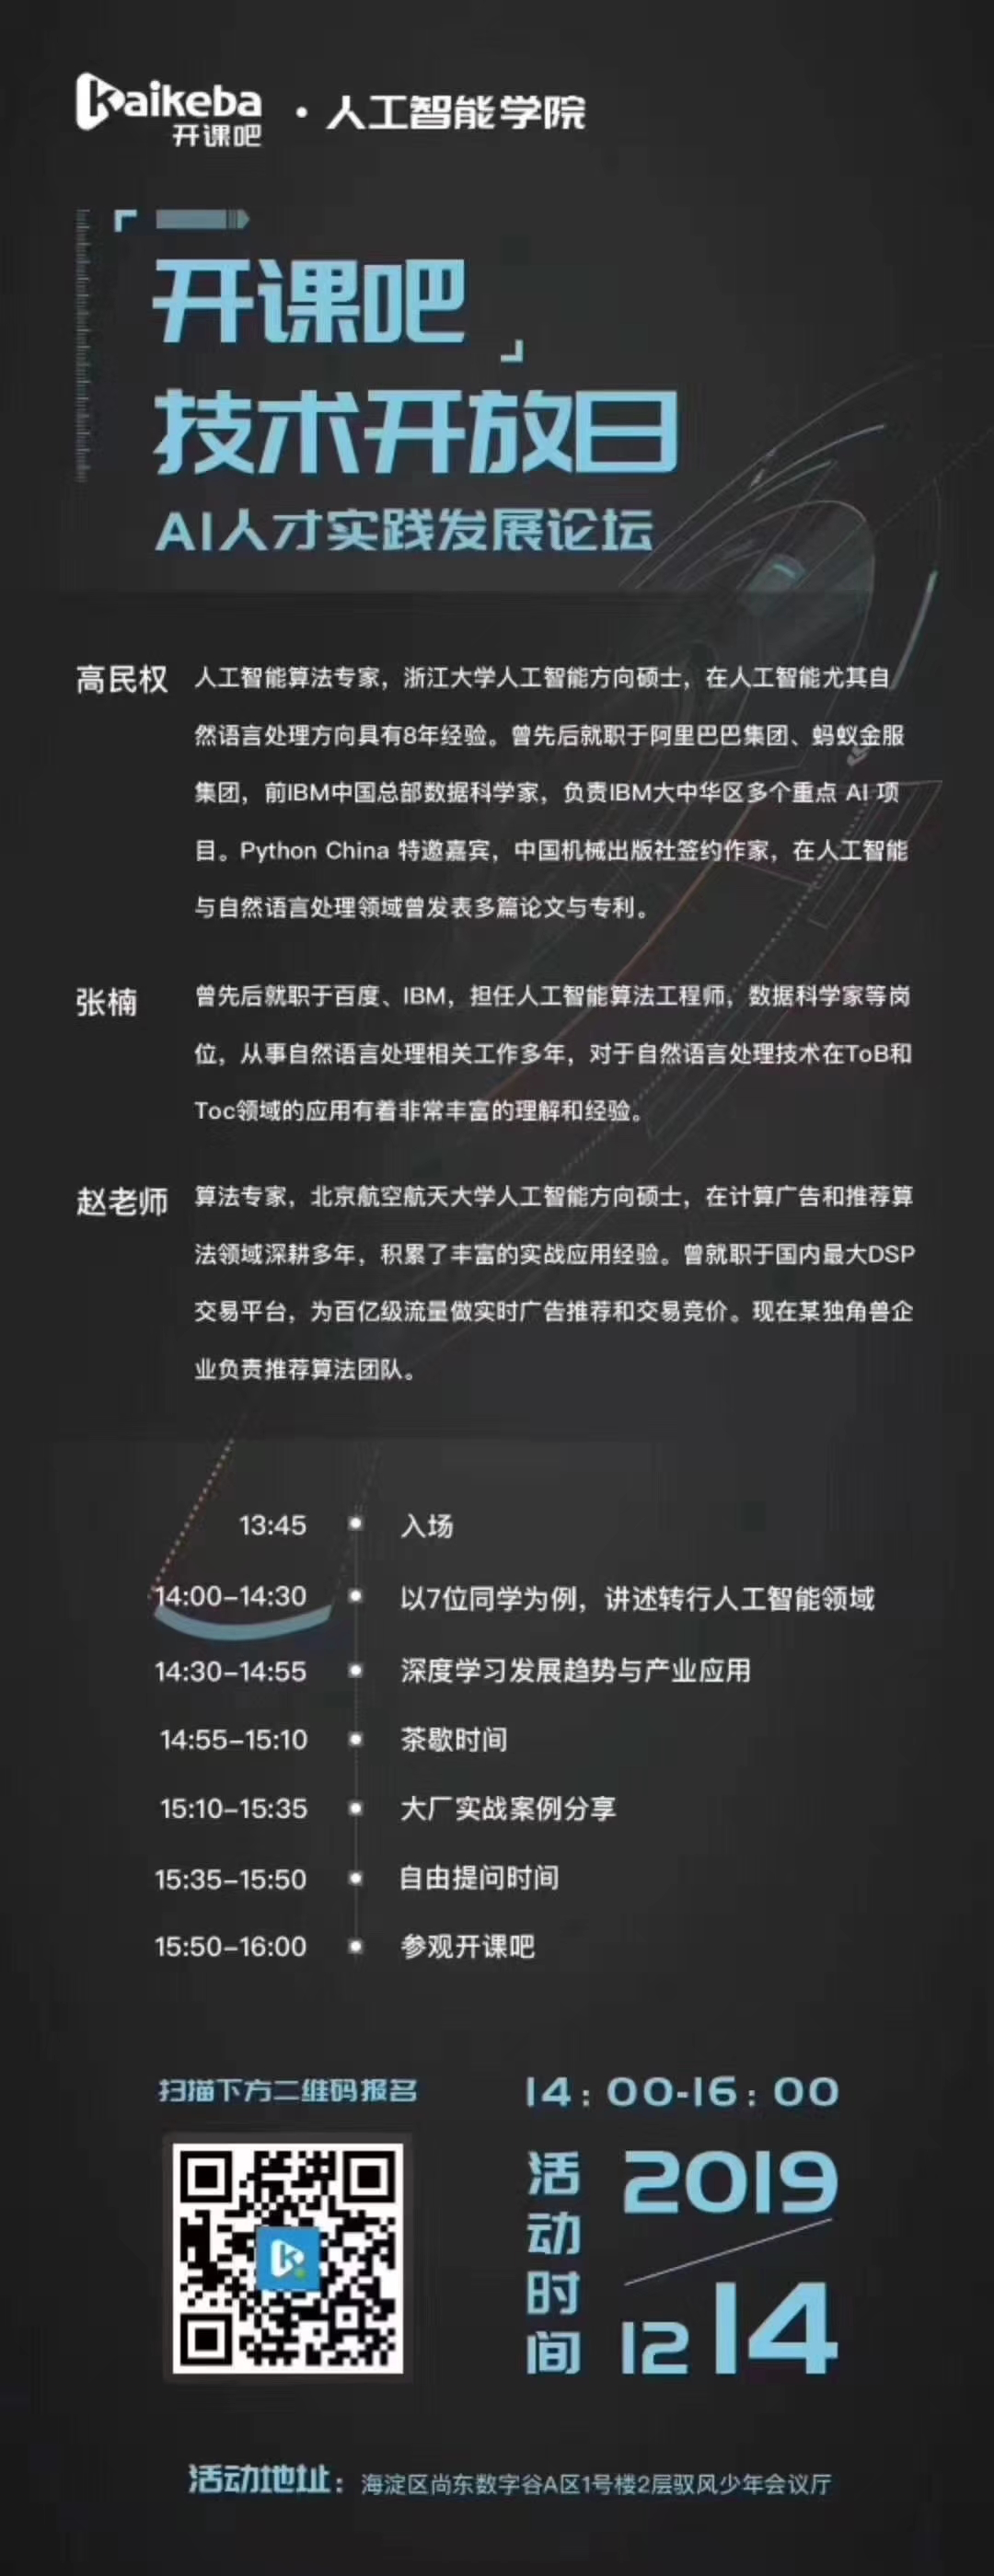 kaikeba
开课吧
·人工智能学院
开课吧
技术开放日
AI人才实践发展论坛
高民权
人工智能算法专家，浙江大学人工智能方向硕士，在人工智能尤其自
然语言处理方向具有8年经验。曾先后就职于阿里巴巴集团、蚂蚁金服
集团，前IBM中国总部数据科学家，负责IBM大中华区多个重点 AI 项
目。Python China 特邀嘉宾，中国机械出版社签约作家，在人工智能
与自然语言处理领域曾发表多篇论文与专利。
张楠
曾先后就职于百度、IBM，担任人工智能算法工程师，数据科学家等岗
位，从事自然语言处理相关工作多年，对于自然语言处理技术在ToB和
Toc领域的应用有着非常丰富的理解和经验。
赵老师
算法专家，北京航空航天大学人工智能方向硕士，在计算广告和推荐算
法领域深耕多年，积累了丰富的实战应用经验。曾就职于国内最大DSP
交易平台，为百亿级流量做实时广告推荐和交易竞价。现在某独角兽企
业负责推荐算法团队。
13:45 入场
14:00-14:30 以7位同学为例，讲述转行人工智能领域
14:30-14:55 深度学习发展趋势与产业应用
14:55-15:10 茶歇时间
15:10-15:35 大厂实战案例分享
15:35-15:50 自由提问时间
15:50-16:00 参观开课吧
扫描下方二维码报名
14：00-16：00
活动时间
2019
12 14
活动地址：海淀区尚东数字谷A区1号楼2层驭风少年会议厅